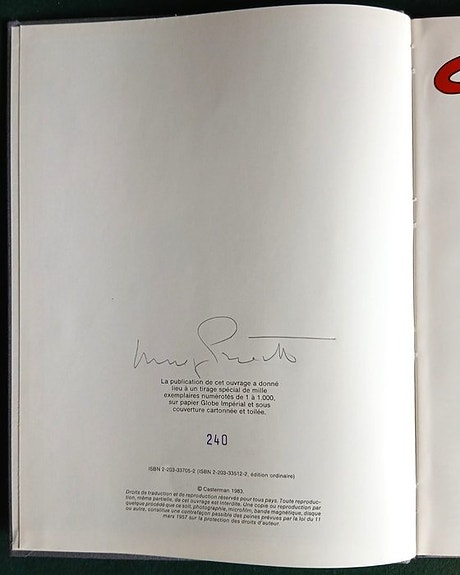 La publication de cet ouvrage a donné
lieu à un tirage spécial de mille
exemplaires numérotés de 1 à 1.000,
sur papier Globe Impérial et sous
couverture cartonnée et toilée.
240
ISBN 2-203-33705-2 (ISBN 2-203-33512-2, édition ordinaire)
© Casterman 1983.
Droits de traduction et de reproduction réservés pour tous pays. Toute reproduc-
tion, même partielle, de cet ouvrage est interdite. Une copie ou reproduction par
quelque procédé que ce soit, photographie, microfilm, bande magnétique, disque
ou autre, constitue une contrefaçon passible des peines prévues par la loi du 11
mars 1957 sur la protection des droits d'auteur.